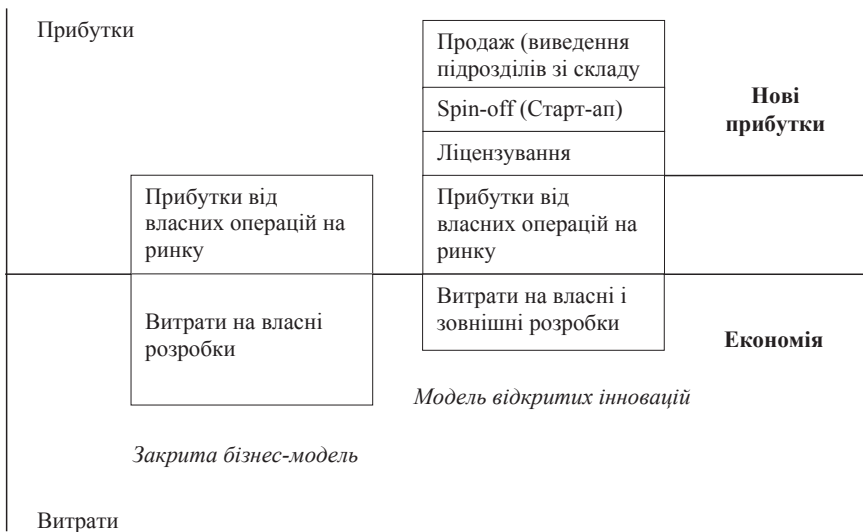 Прибутки
Продаж (виведення
підрозділів зі складу
Spin-off (Старт-ап)
Ліцензування
Нові
прибутки
Прибутки від
власних операцій на
ринку
Прибутки від
власних операцій на
ринку
Витрати на власні
розробки
Витрати на власні і
зовнішні розробки
Економія
Модель відкритих інновацій
Закрита бізнес-модель
Витрати